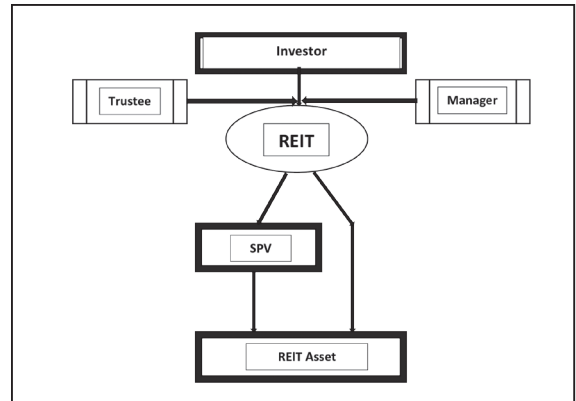 Investor
Trustee
Manager
REIT
SPV
REIT Asset